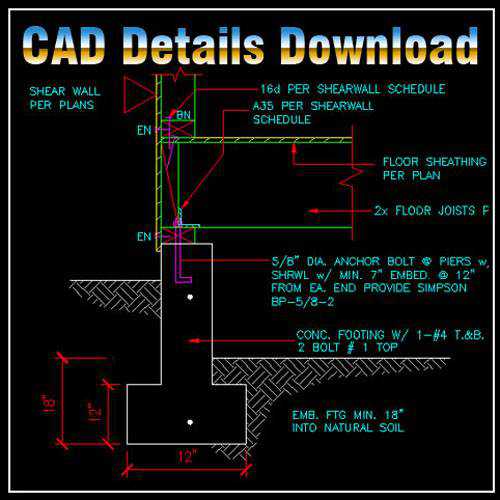 CAD Details Download
SHEAR WALL
PER PLANS
16d PER SHEARWALL SCHEDULE
A35 PER SHEARWALL
SCHEDULE
BN
EN
FLOOR SHEATHING
PER PLAN
2x FLOOR JOISTS P
EN
5/8" DIA. ANCHOR BOLT @ PIERS w,
SHRWL w/ MIN. 7" EMBED. @ 12"
FROM EA. END PROVIDE SIMPSON
BP-5/8-2
CONC. FOOTING W/ 1-#4 T.&B.
2 BOLT # 1 TOP
18"
12"
EMB. FTG MIN. 18"
INTO NATURAL SOIL
12"